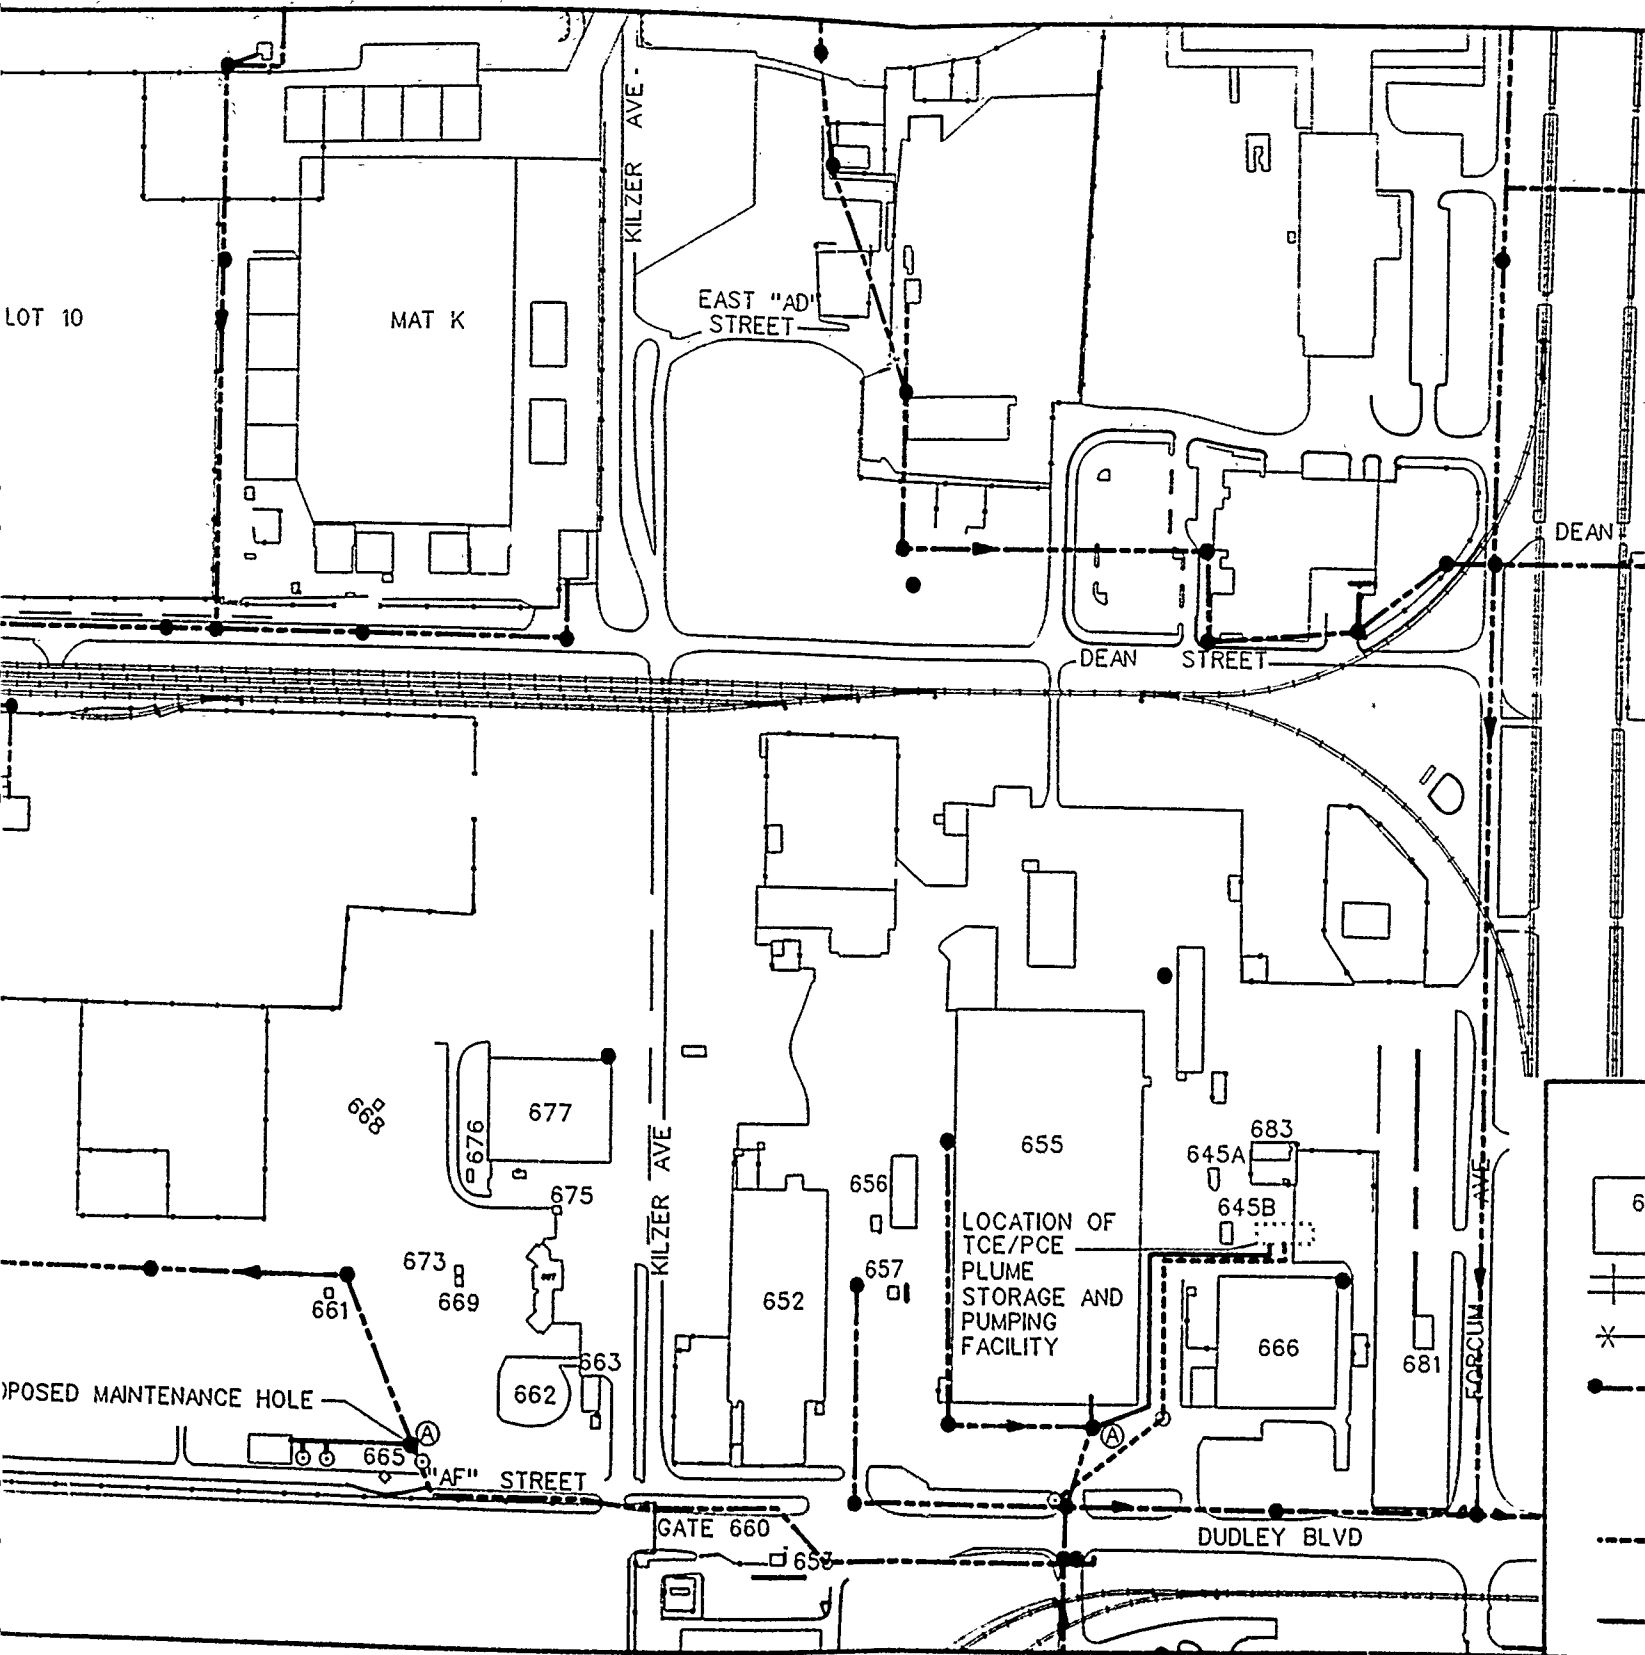 KILZER AVE.
LOT 10
MAT K
EAST "AD"
STREET
DEAN
DEAN STREET
677
668
676
683
655
645A
675
656
645B
LOCATION OF
TCE/PCE
PLUME
STORAGE AND
PUMPING
FACILITY
KILZER AVE
FORCUM AVE
673
669
661
657
652
666
681
663
662
OPOSED MAINTENANCE HOLE
A
A
665
"AF" STREET
GATE 660
653
DUDLEY BLVD
6